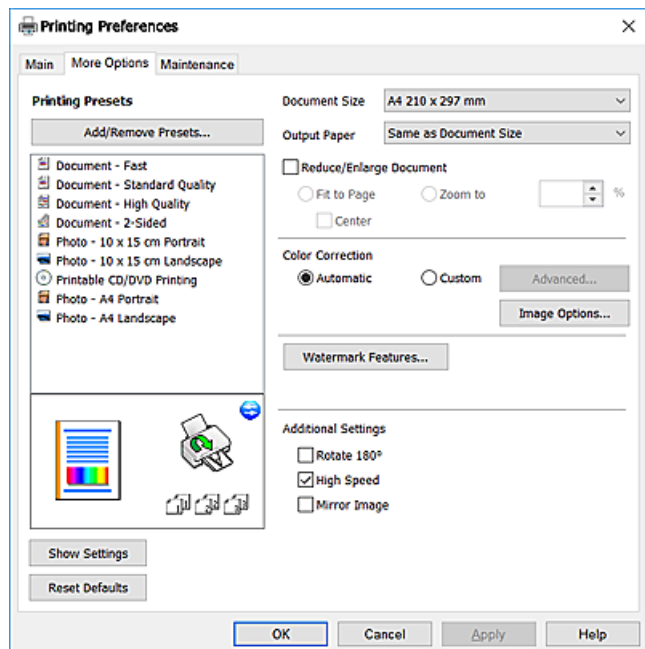 Printing Preferences
Main More Options Maintenance
Printing Presets
Add/Remove Presets...
Document - Fast
Document - Standard Quality
Document - High Quality
Document - 2-Sided
Photo - 10 x 15 cm Portrait
Photo - 10 x 15 cm Landscape
Printable CD/DVD Printing
Photo - A4 Portrait
Photo - A4 Landscape
Show Settings
Reset Defaults
Document Size A4 210 x 297 mm
Output Paper Same as Document Size
Reduce/Enlarge Document
Fit to Page Zoom to %
Center
Color Correction
Automatic Custom Advanced...
Image Options...
Watermark Features...
Additional Settings
Rotate 180°
High Speed
Mirror Image
OK Cancel Apply Help